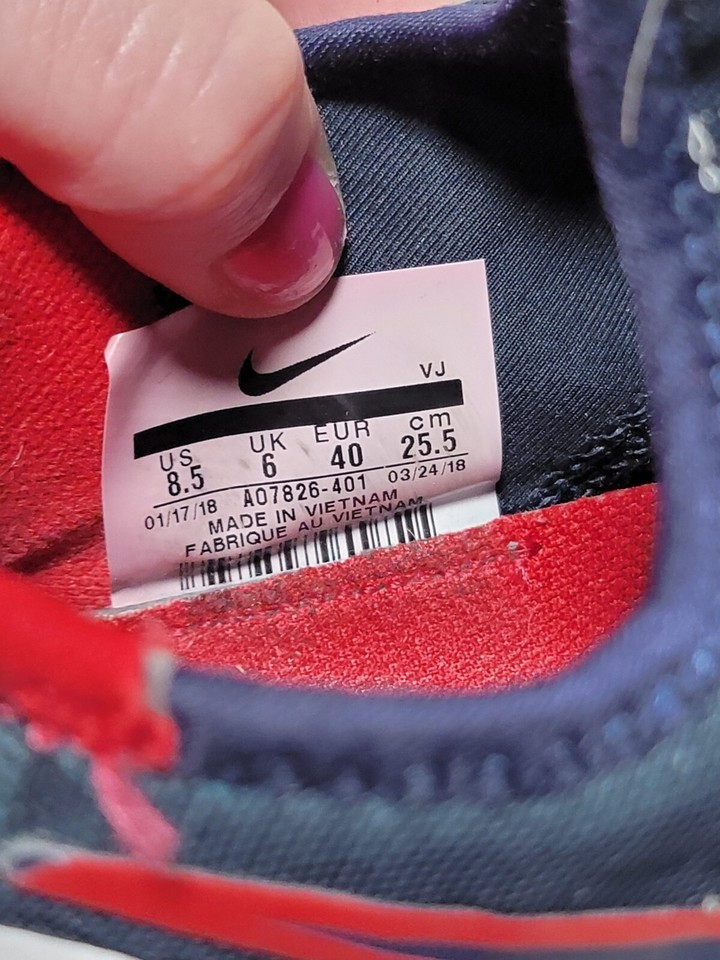 VJ
US UK EUR cm
8.5 6 40 25.5
01/17/18 AO7826-401 03/24/18
MADE IN VIETNAM
FABRIQUE AU VIETNAM